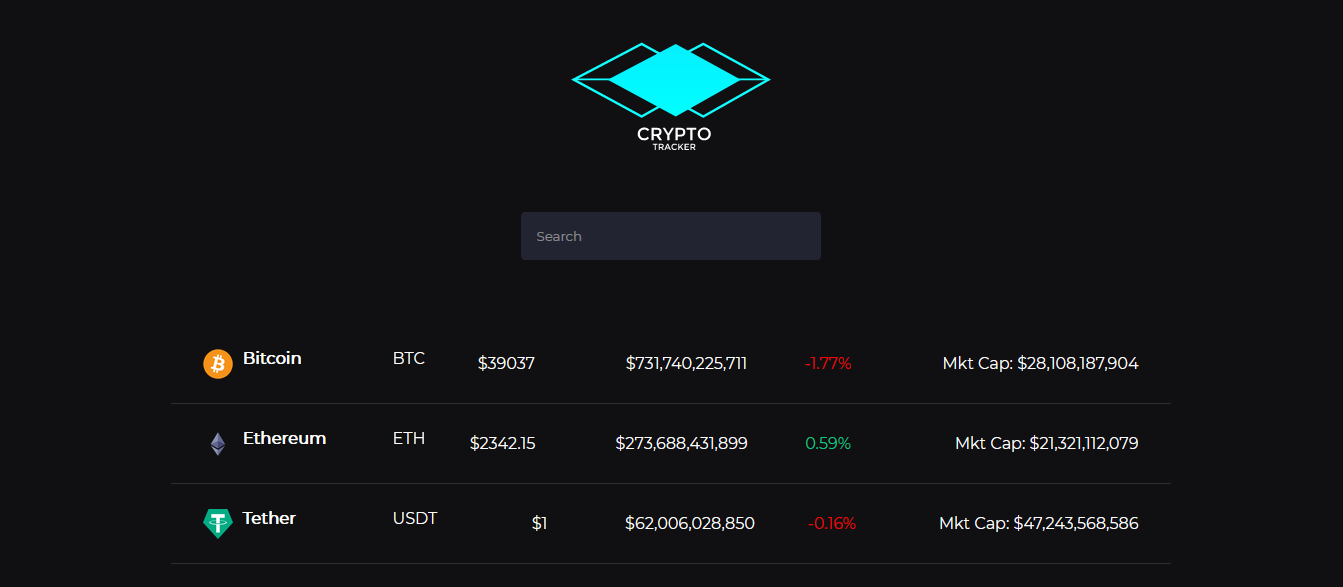 CRYPTO
TRACKER
Search
Bitcoin BTC $39037 $731,740,225,711 -1.77% Mkt Cap: $28,108,187,904
Ethereum ETH $2342.15 $273,688,431,899 0.59% Mkt Cap: $21,321,112,079
Tether USDT $1 $62,006,028,850 -0.16% Mkt Cap: $47,243,568,586